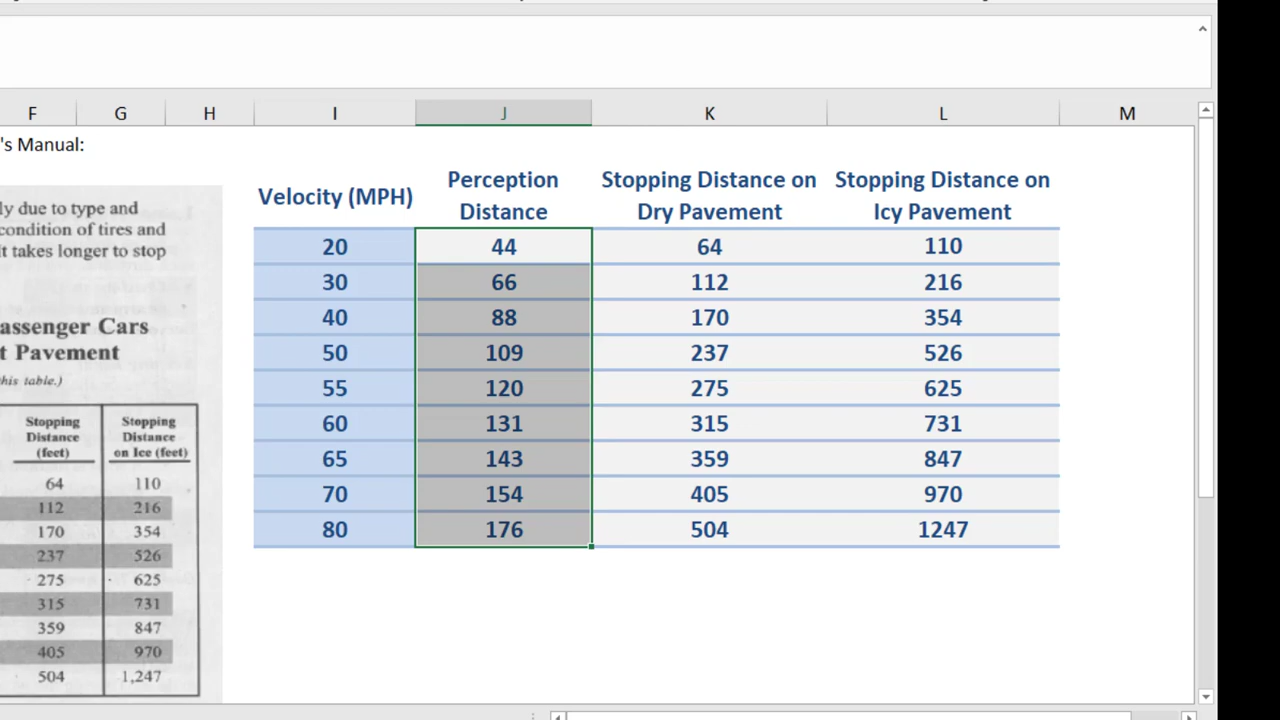 F G H I J K L M
's Manual:
ly due to type and
condition of tires and
t takes longer to stop
assenger Cars
t Pavement
his table.)
Stopping Distance (feet) Stopping Distance on Ice (feet)
64 110
112 216
170 354
237 526
275 625
315 731
359 847
405 970
504 1,247
Velocity (MPH) Perception Distance Stopping Distance on Dry Pavement Stopping Distance on Icy Pavement
20 44 64 110
30 66 112 216
40 88 170 354
50 109 237 526
55 120 275 625
60 131 315 731
65 143 359 847
70 154 405 970
80 176 504 1247